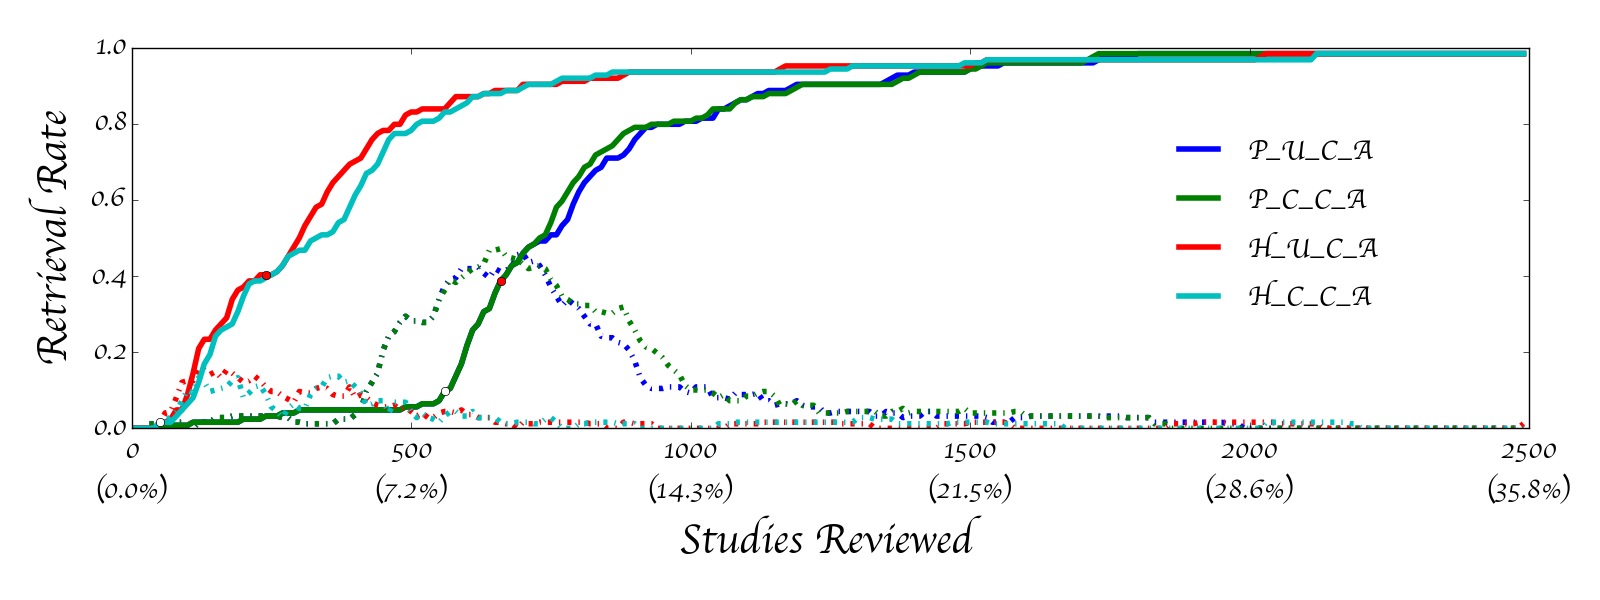 1.0
0.8
0.6
0.4
0.2
0.0
Retrieval Rate
P_U_C_A
P_C_C_A
H_U_C_A
H_C_C_A
0 500 1000 1500 2000 2500
(0.0%) (7.2%) (14.3%) (21.5%) (28.6%) (35.8%)
Studies Reviewed